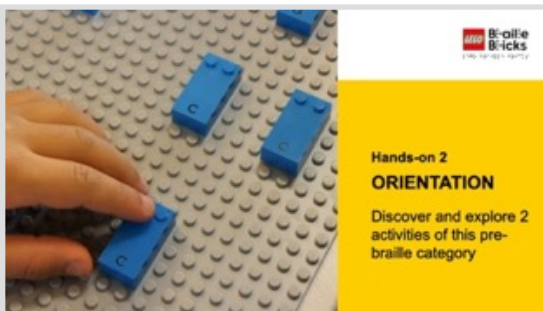 LEGO Braille Bricks
Hands-on 2
ORIENTATION
Discover and explore 2
activities of this pre-
braille category
C
C
C